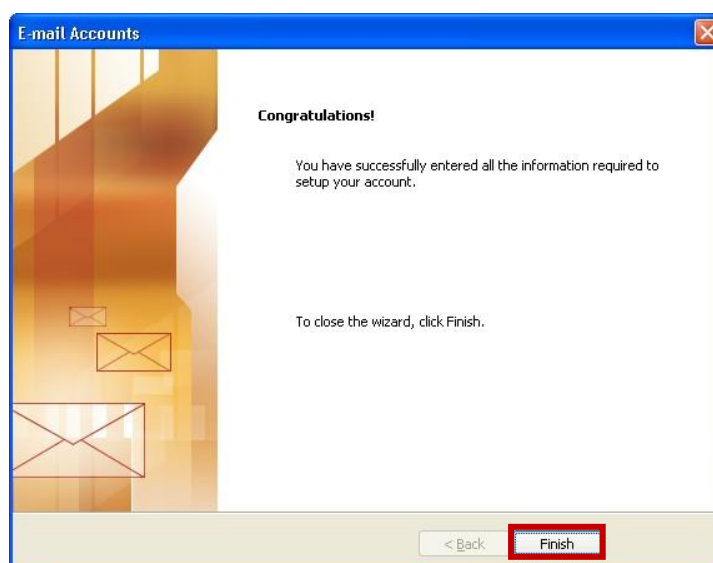 E-mail Accounts
Congratulations!
You have successfully entered all the information required to
setup your account.
To close the wizard, click Finish.
< Back
Finish